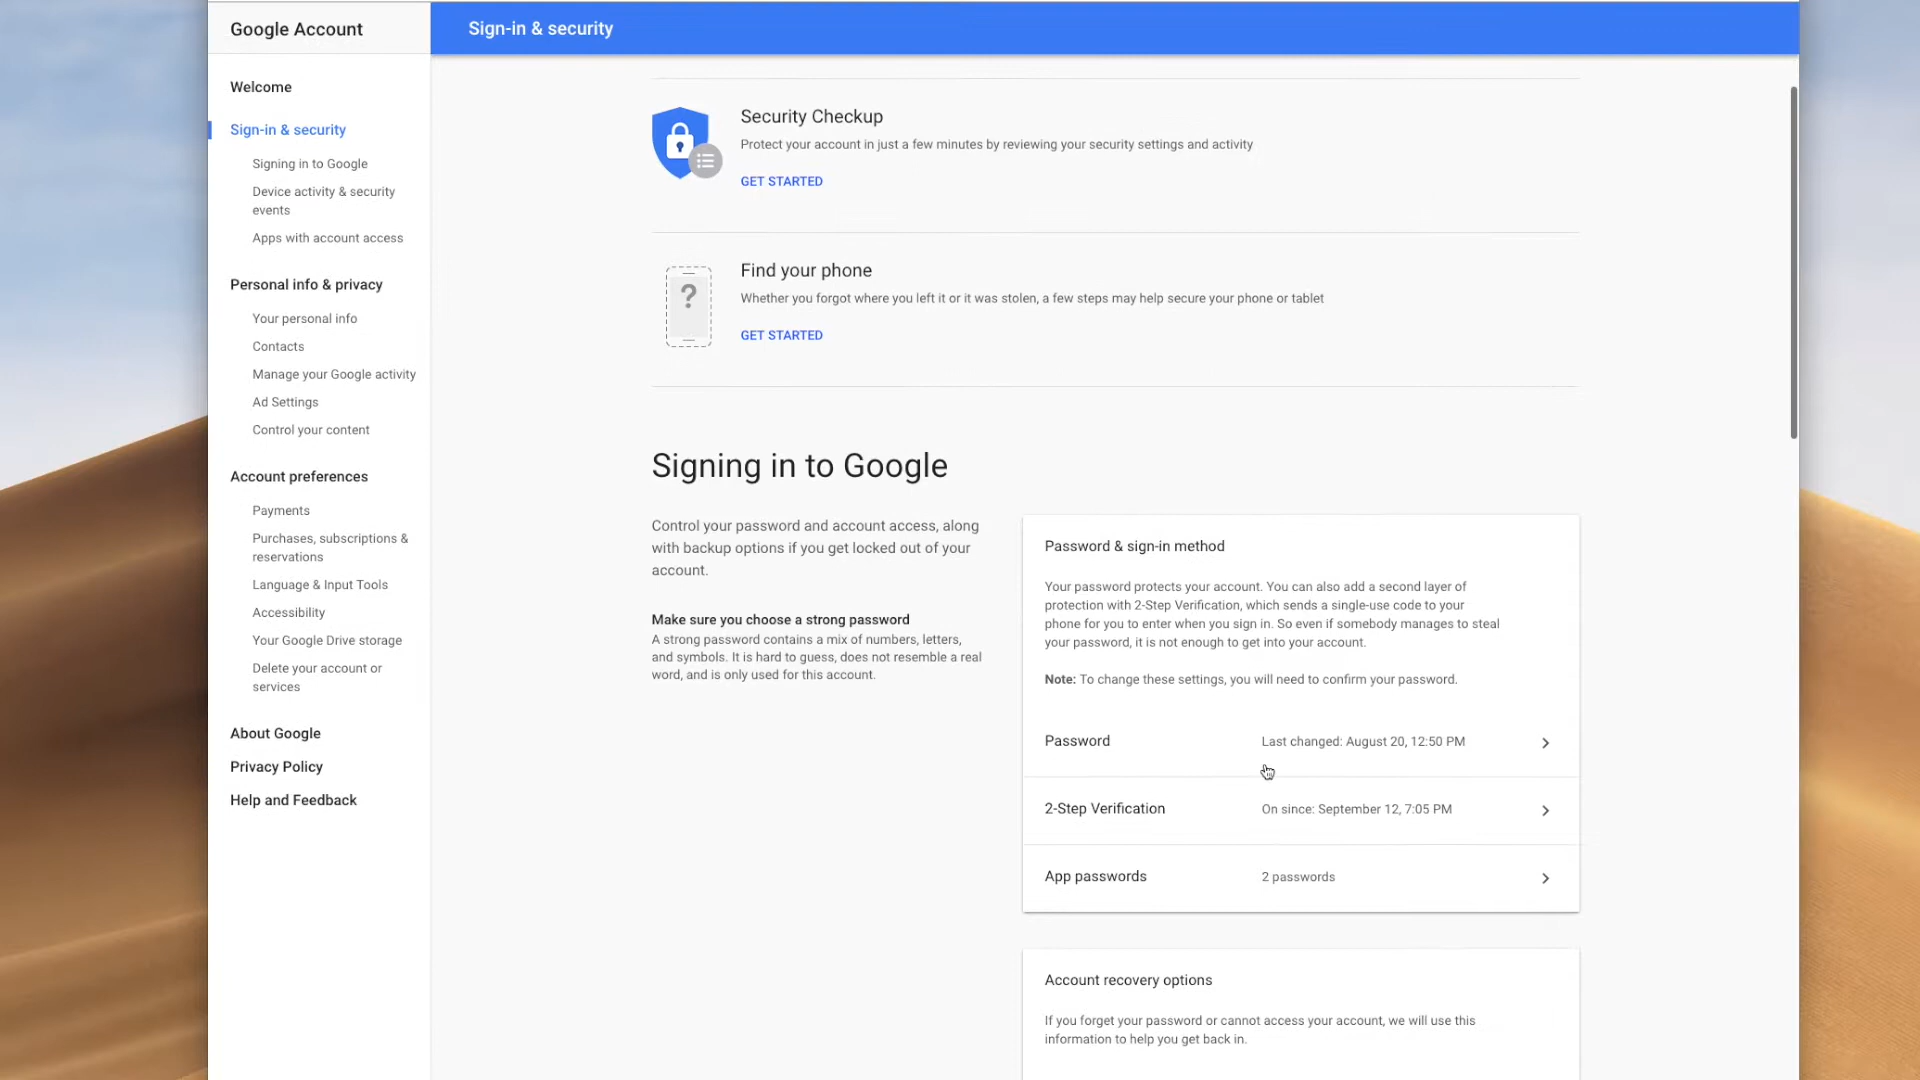 Google Account
Sign-in & security
Welcome
Sign-in & security
Signing in to Google
Device activity & security
events
Apps with account access
Personal info & privacy
Your personal info
Contacts
Manage your Google activity
Ad Settings
Control your content
Account preferences
Payments
Purchases, subscriptions &
reservations
Language & Input Tools
Accessibility
Your Google Drive storage
Delete your account or
services
About Google
Privacy Policy
Help and Feedback
Security Checkup
Protect your account in just a few minutes by reviewing your security settings and activity
GET STARTED
?
Find your phone
Whether you forgot where you left it or it was stolen, a few steps may help secure your phone or tablet
GET STARTED
Signing in to Google
Control your password and account access, along
with backup options if you get locked out of your
account.
Make sure you choose a strong password
A strong password contains a mix of numbers, letters,
and symbols. It is hard to guess, does not resemble a real
word, and is only used for this account.
Password & sign-in method
Your password protects your account. You can also add a second layer of
protection with 2-Step Verification, which sends a single-use code to your
phone for you to enter when you sign in. So even if somebody manages to steal
your password, it is not enough to get into your account.
Note: To change these settings, you will need to confirm your password.
Password Last changed: August 20, 12:50 PM
2-Step Verification On since: September 12, 7:05 PM
App passwords 2 passwords
Account recovery options
If you forget your password or cannot access your account, we will use this
information to help you get back in.